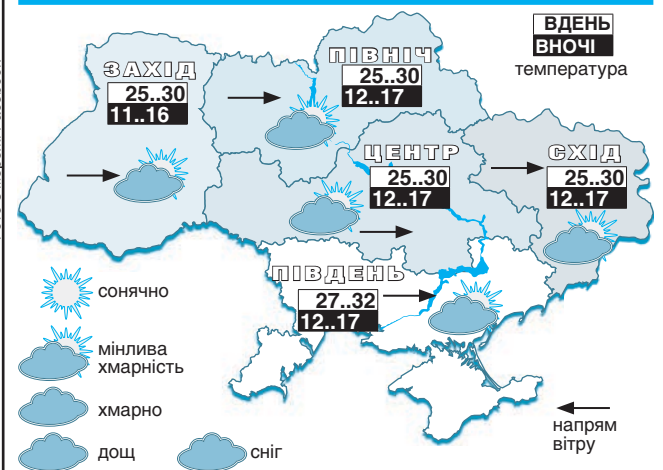 ВДЕНЬ
ВНОЧІ
температура
ПІВНІЧ
25..30
12..17
ЗАХІД
25..30
11..16
ЦЕНТР
25..30
12..17
СХІД
25..30
12..17
ПІВДЕНЬ
27..32
12..17
сонячно
мінлива
хмарність
хмарно
дощ
сніг
напрям
вітру